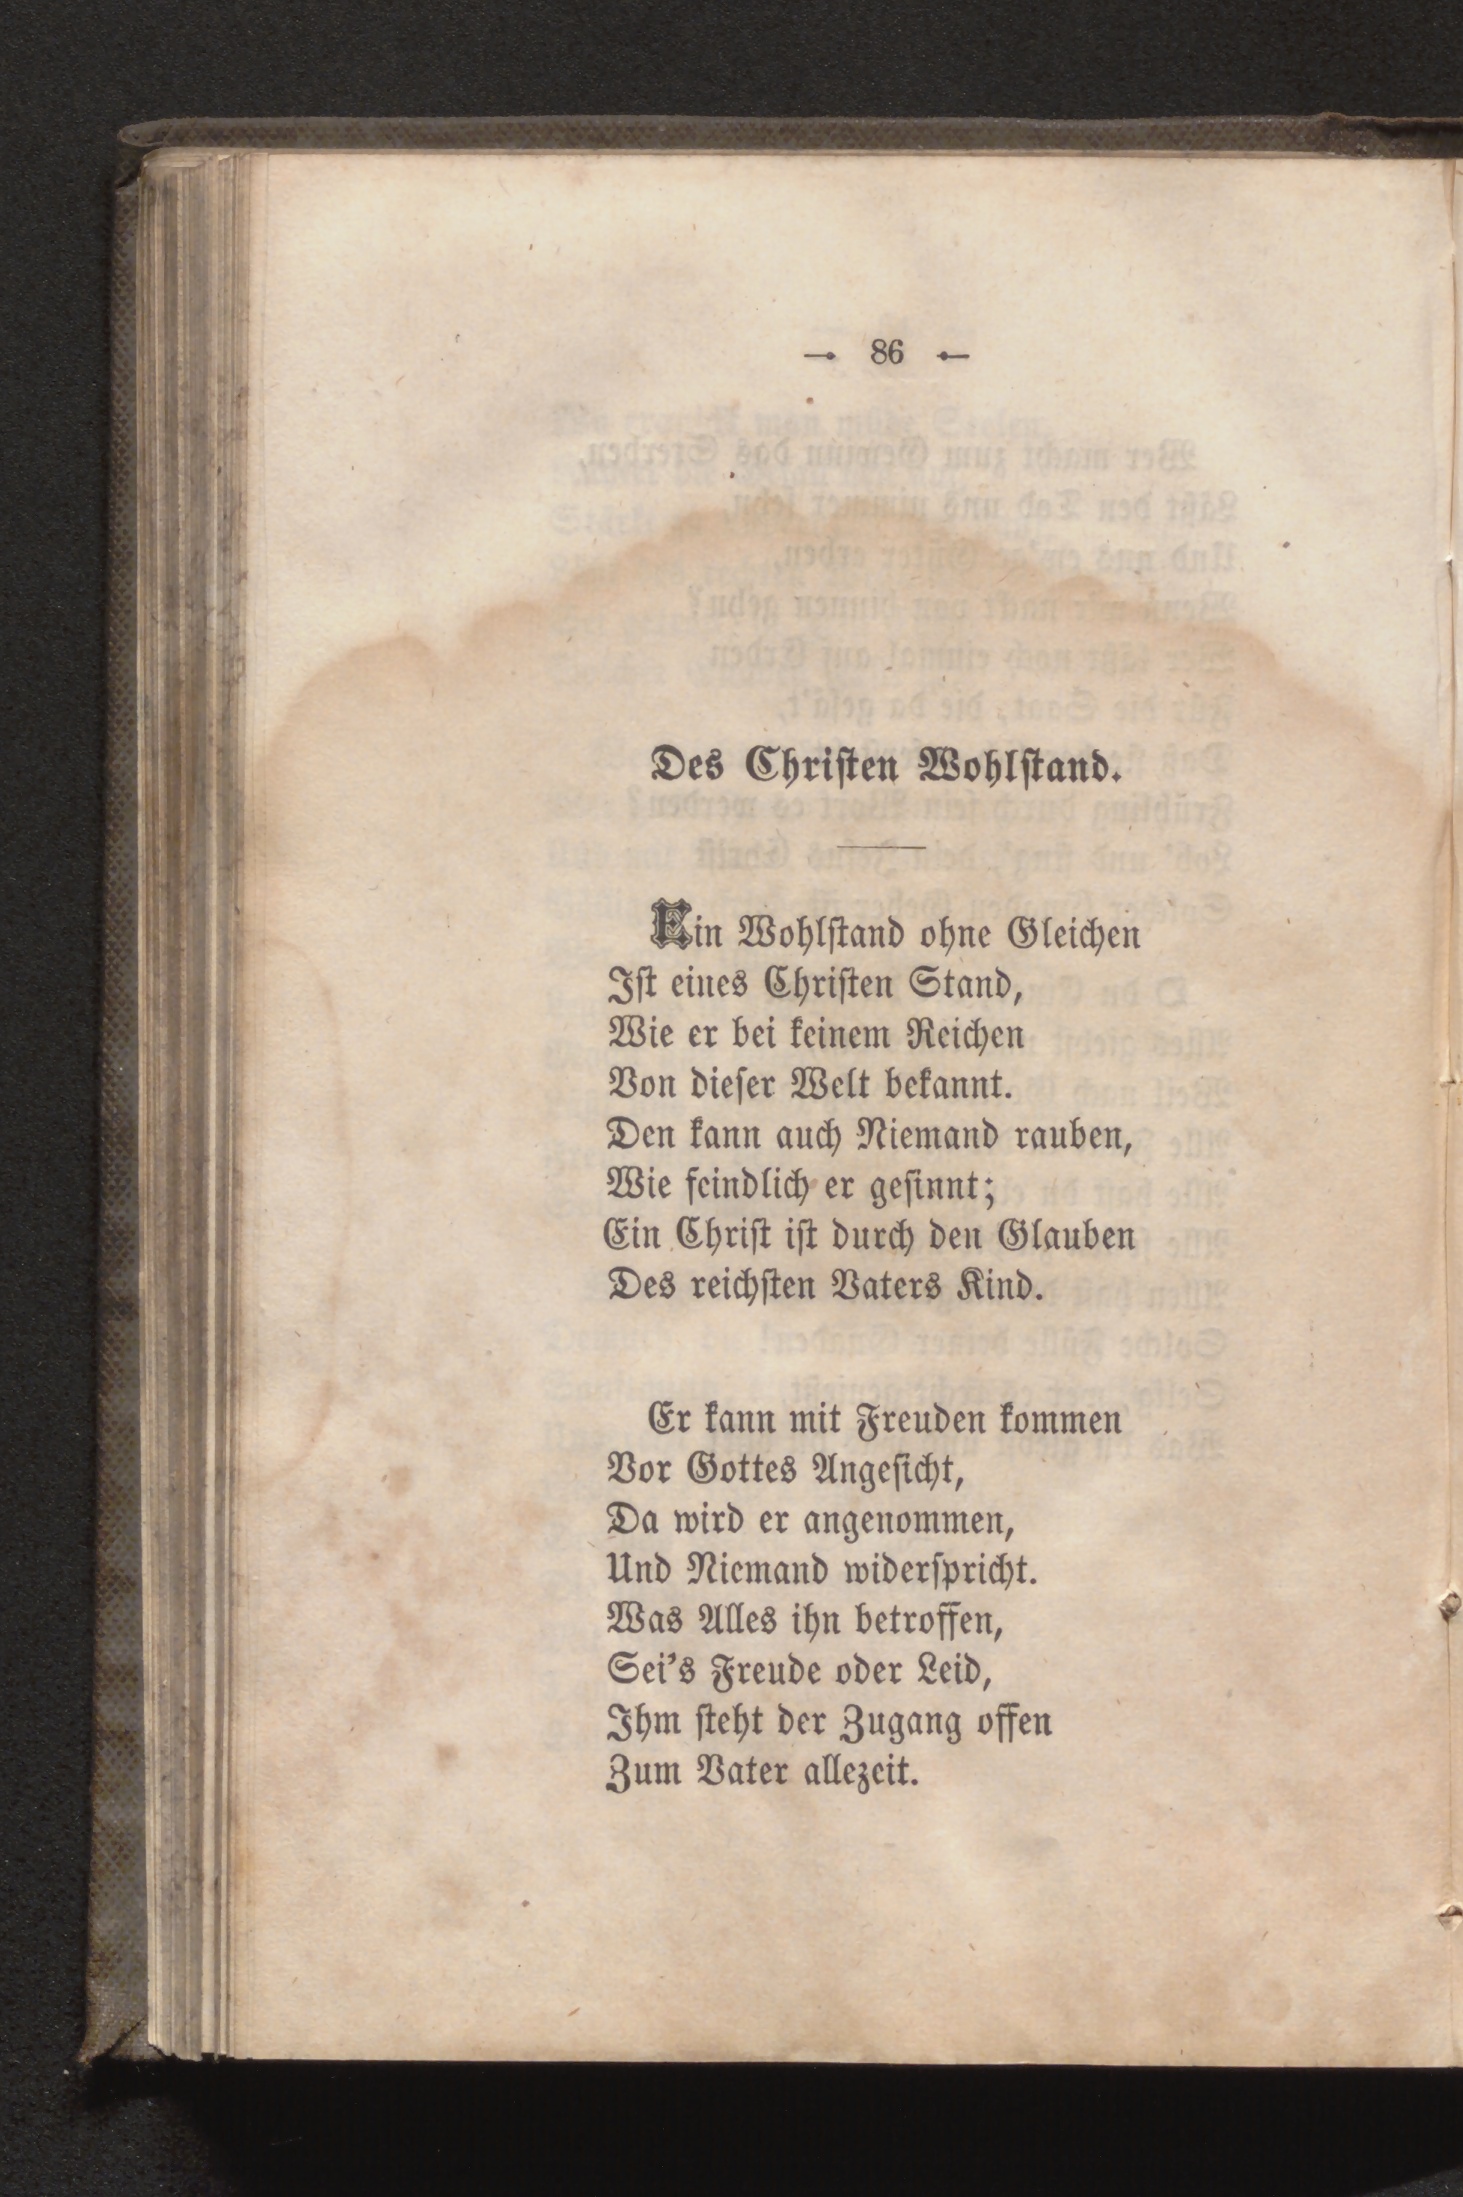 86
Des Christen Wohlstand.
Ein Wohlstand ohne Gleichen
Ist eines Christen Stand,
Wie er bei keinem Reichen
Von dieser Welt bekannt.
Den kann auch Niemand rauben,
Wie feindlich er gesinnt;
Ein Christ ist durch den Glauben
Des reichsten Vaters Kind.
Er kann mit Freuden kommen
Vor Gottes Angesicht,
Da wird er angenommen,
Und Niemand widerspricht.
Was Alles ihn betroffen,
Sei's Freude oder Leid,
Ihm steht der Zugang offen
Zum Vater allezeit.